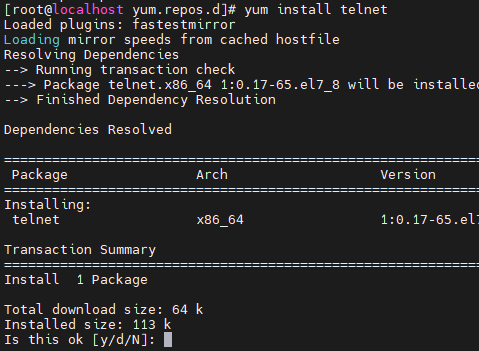 [root@localhost yum.repos.d]# yum install telnet
Loaded plugins: fastestmirror
Loading mirror speeds from cached hostfile
Resolving Dependencies
--> Running transaction check
---> Package telnet.x86_64 1:0.17-65.el7_8 will be installed
--> Finished Dependency Resolution

Dependencies Resolved

================================================================================
Package Arch Version
================================================================================
Installing:
telnet x86_64 1:0.17-65.el7
Transaction Summary
================================================================================
Install 1 Package

Total download size: 64 k
Installed size: 113 k
Is this ok [y/d/N]: